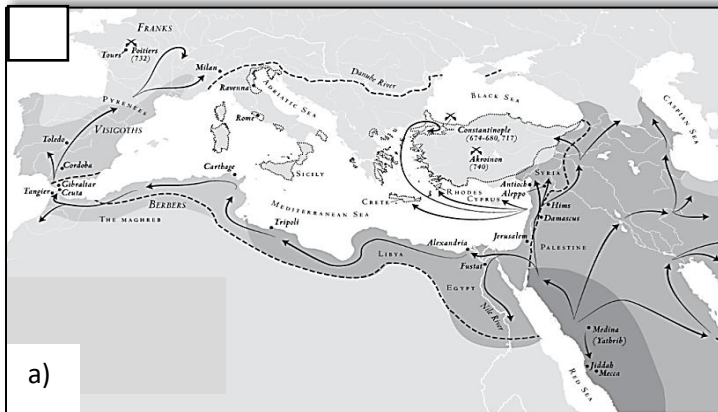 FRANKS
Tours
Poitiers
(732)
Milan
Danube River
Ravenna
ADRIATIC SEA
BLACK SEA
CASPIAN SEA
PYRENEES
VISIGOTHS
Toledo
Cordoba
Rome
Constantinople
(674-680, 717)
Akroinon
(740)
Gibraltar
Tangier
Ceuta
Carthage
SICILY
SYRIA
Antioch
Aleppo
RHODES
CYPRUS
CRETE
Hims
Damascus
BERBERS
THE MAGHREB
MEDITERRANEAN SEA
Tripoli
Alexandria
Jerusalem
PALESTINE
LIBYA
Fustat
EGYPT
Nile River
Medina
(Yathrib)
Jiddah
Mecca
RED SEA
a)